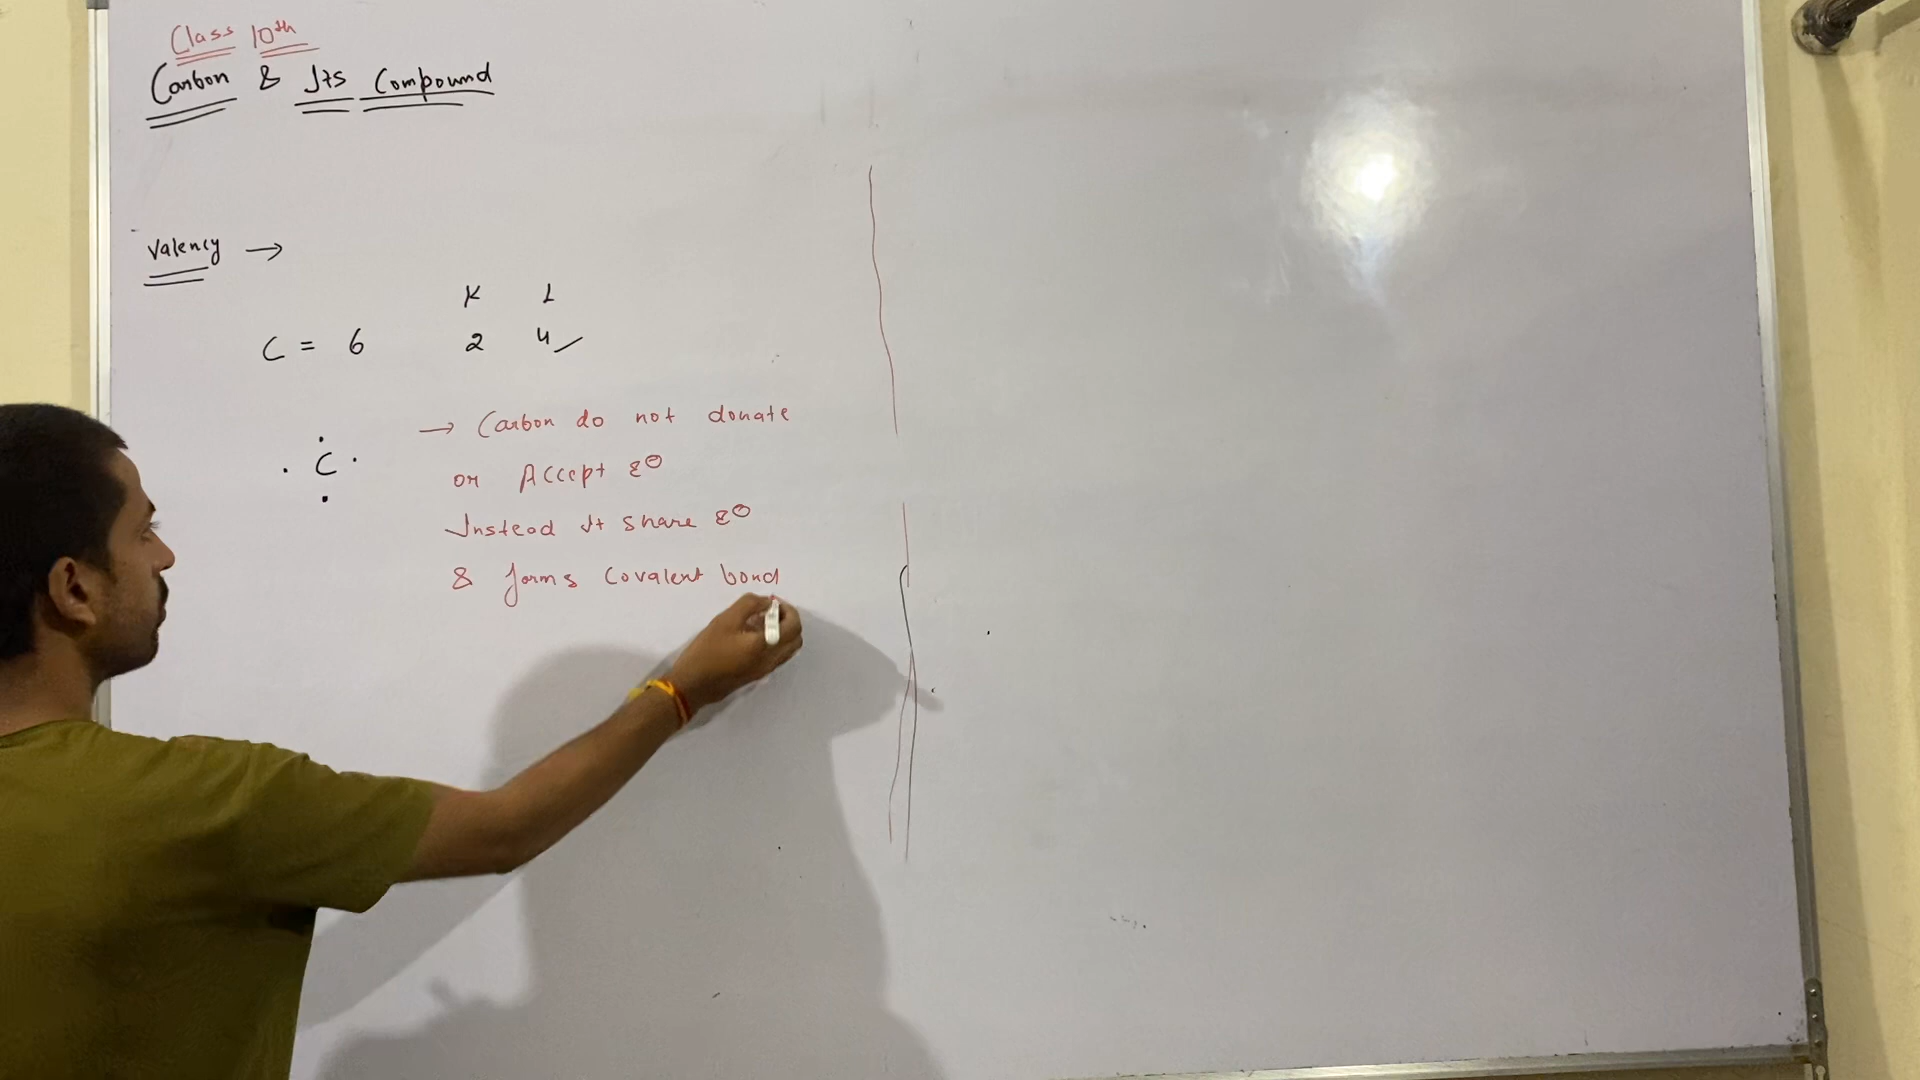 Class 10th
Carbon & Its Compound
Valency →
K L
C = 6 2 4
→ Carbon do not donate
C
or Accept e⊖
Instead It share e⊖
& forms Covalent bond